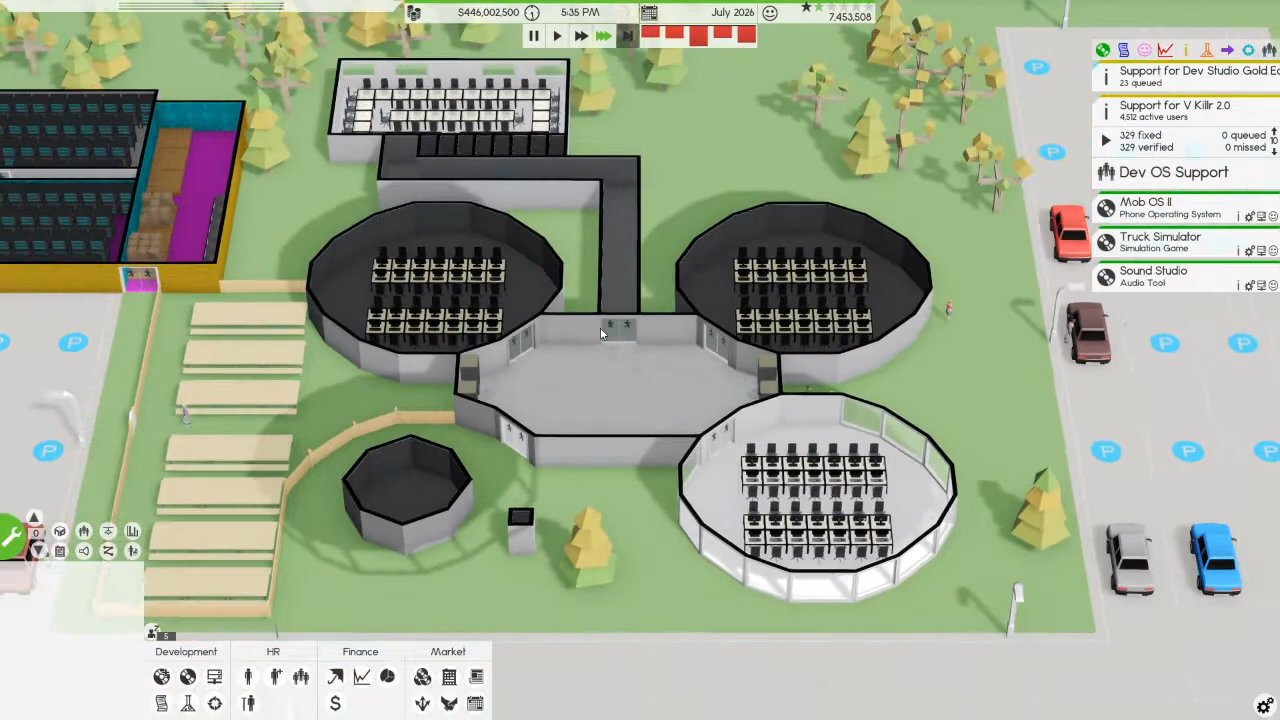 $446,002,500
5:35 PM
July 2026
7,453,508
Support for Dev Studio Gold Ed
23 queued
Support for V Killr 2.0
4,512 active users
329 fixed 0 queued
329 verified 0 missed
10
Dev OS Support
Mob OS II
Phone Operating System
Truck Simulator
Simulation Game
Sound Studio
Audio Tool
P
P
P
P
P
P
P
P
P
P
0
Z
5
Development HR Finance Market
$